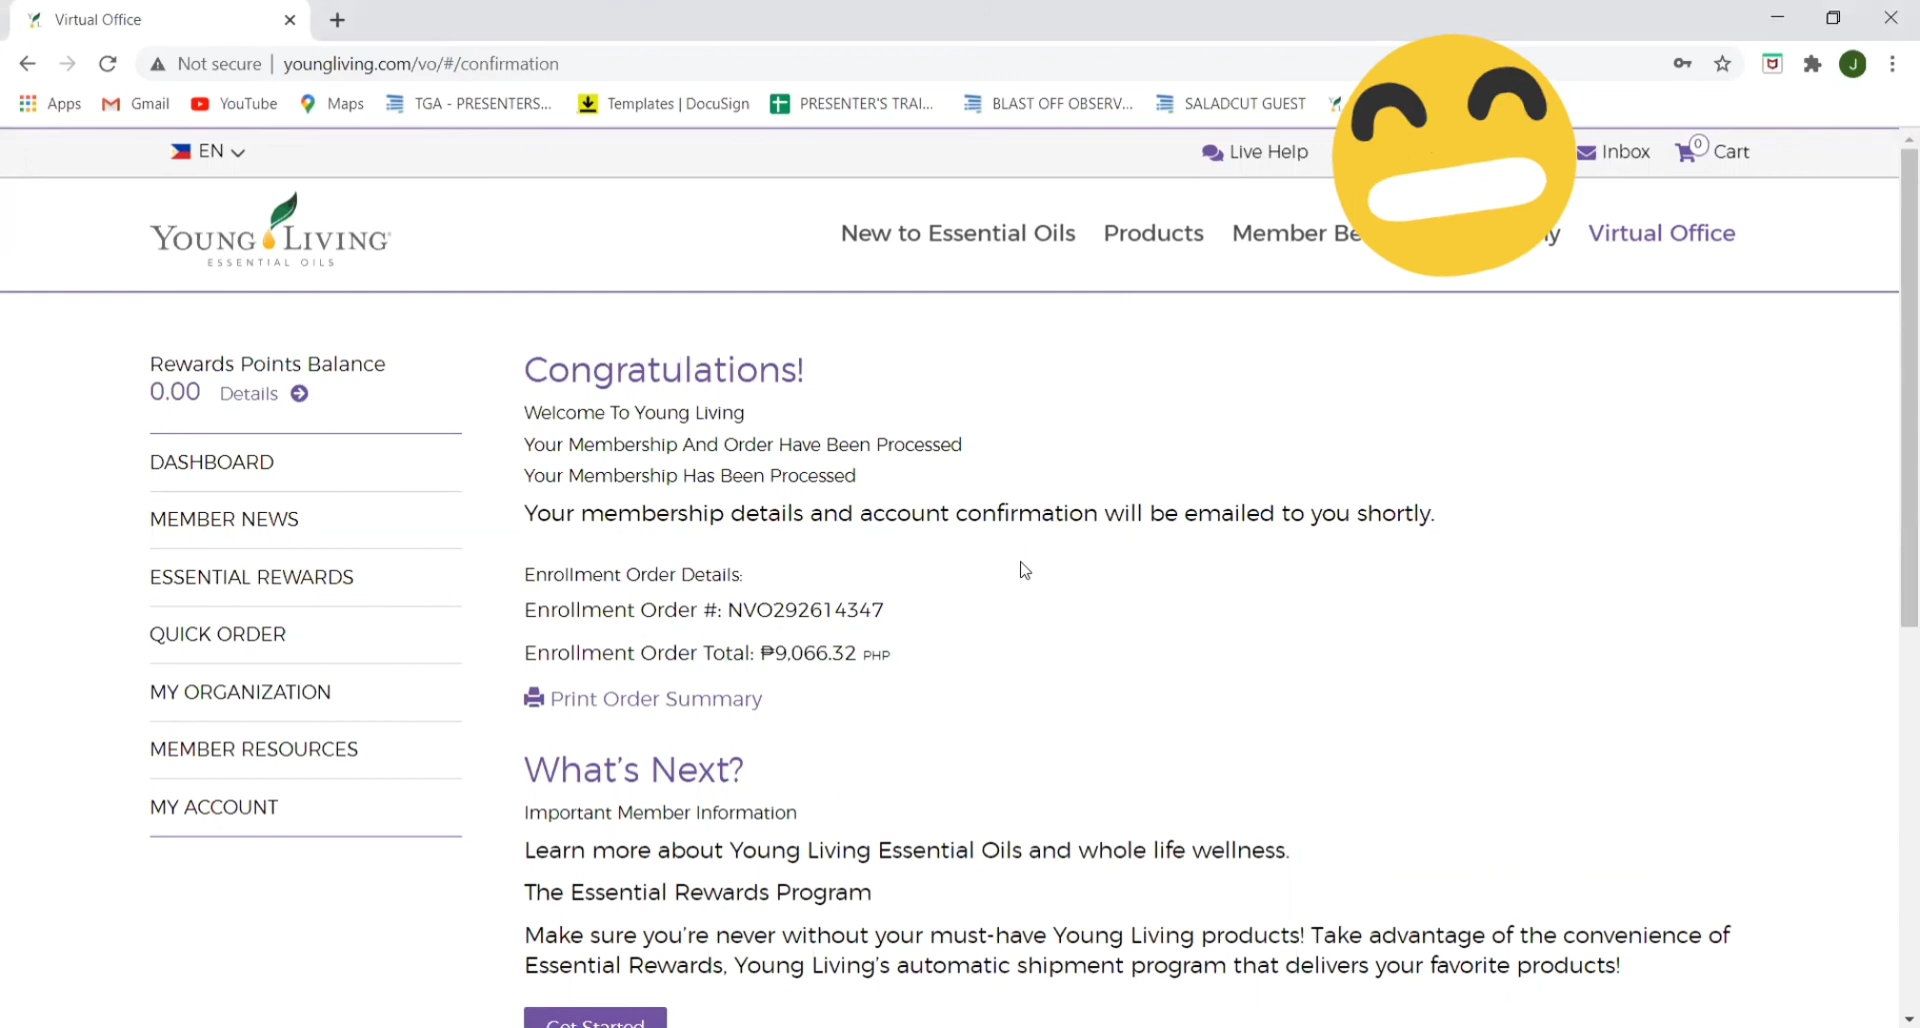 Virtual Office
Not secure youngliving.com/vo/#/confirmation
J
Apps Gmail YouTube Maps TGA - PRESENTERS... Templates | DocuSign PRESENTER'S TRAI... BLAST OFF OBSERV... SALADCUT GUEST
EN Live Help Inbox 0 Cart
YOUNG LIVING
ESSENTIAL OILS
New to Essential Oils Products Member Be y Virtual Office
Rewards Points Balance
0.00 Details
DASHBOARD
MEMBER NEWS
ESSENTIAL REWARDS
QUICK ORDER
MY ORGANIZATION
MEMBER RESOURCES
MY ACCOUNT
Congratulations!
Welcome To Young Living
Your Membership And Order Have Been Processed
Your Membership Has Been Processed
Your membership details and account confirmation will be emailed to you shortly.
Enrollment Order Details:
Enrollment Order #: NVO292614347
Enrollment Order Total: ₱9,066.32 PHP
Print Order Summary
What's Next?
Important Member Information
Learn more about Young Living Essential Oils and whole life wellness.
The Essential Rewards Program
Make sure you're never without your must-have Young Living products! Take advantage of the convenience of
Essential Rewards, Young Living's automatic shipment program that delivers your favorite products!
Get Started